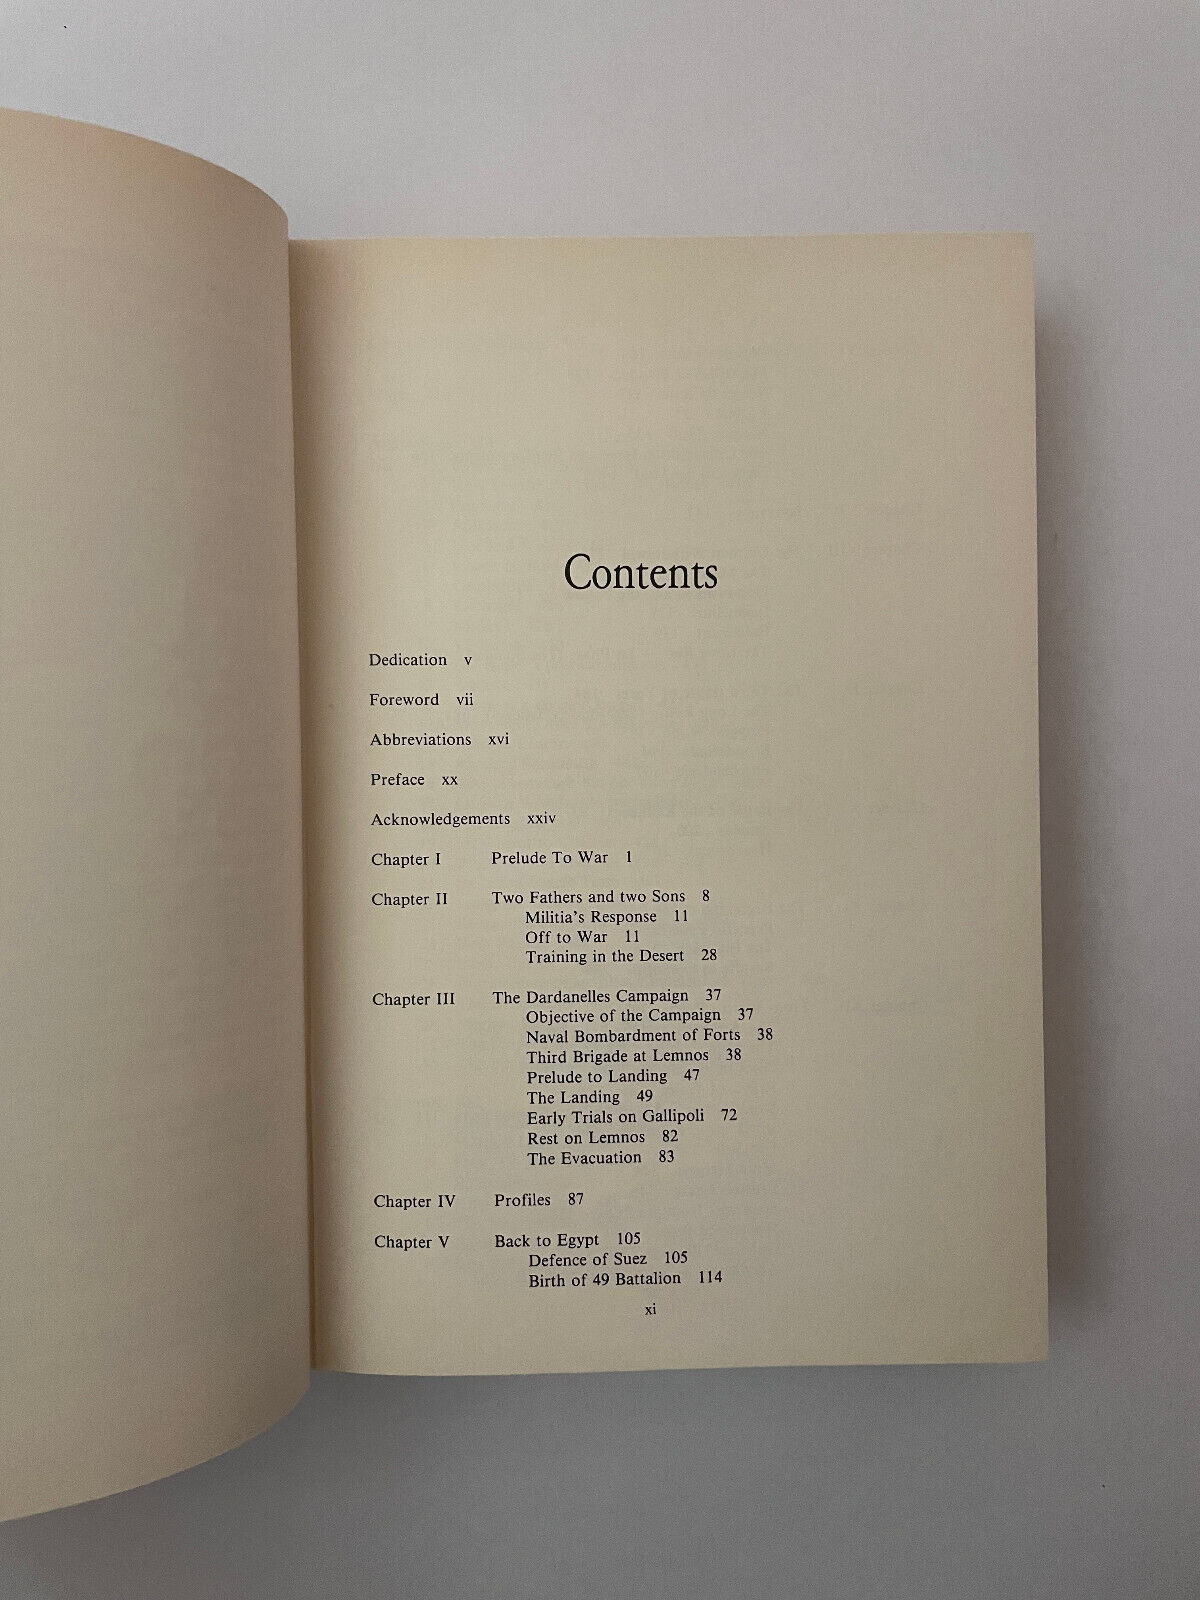 Contents
Dedication v
Foreword vii
Abbreviations xvi
Preface xx
Acknowledgements xxiv
Chapter I Prelude To War 1
Chapter II Two Fathers and two Sons 8
Militia's Response 11
Off to War 11
Training in the Desert 28
Chapter III The Dardanelles Campaign 37
Objective of the Campaign 37
Naval Bombardment of Forts 38
Third Brigade at Lemnos 38
Prelude to Landing 47
The Landing 49
Early Trials on Gallipoli 72
Rest on Lemnos 82
The Evacuation 83
Chapter IV Profiles 87
Chapter V Back to Egypt 105
Defence of Suez 105
Birth of 49 Battalion 114
xi